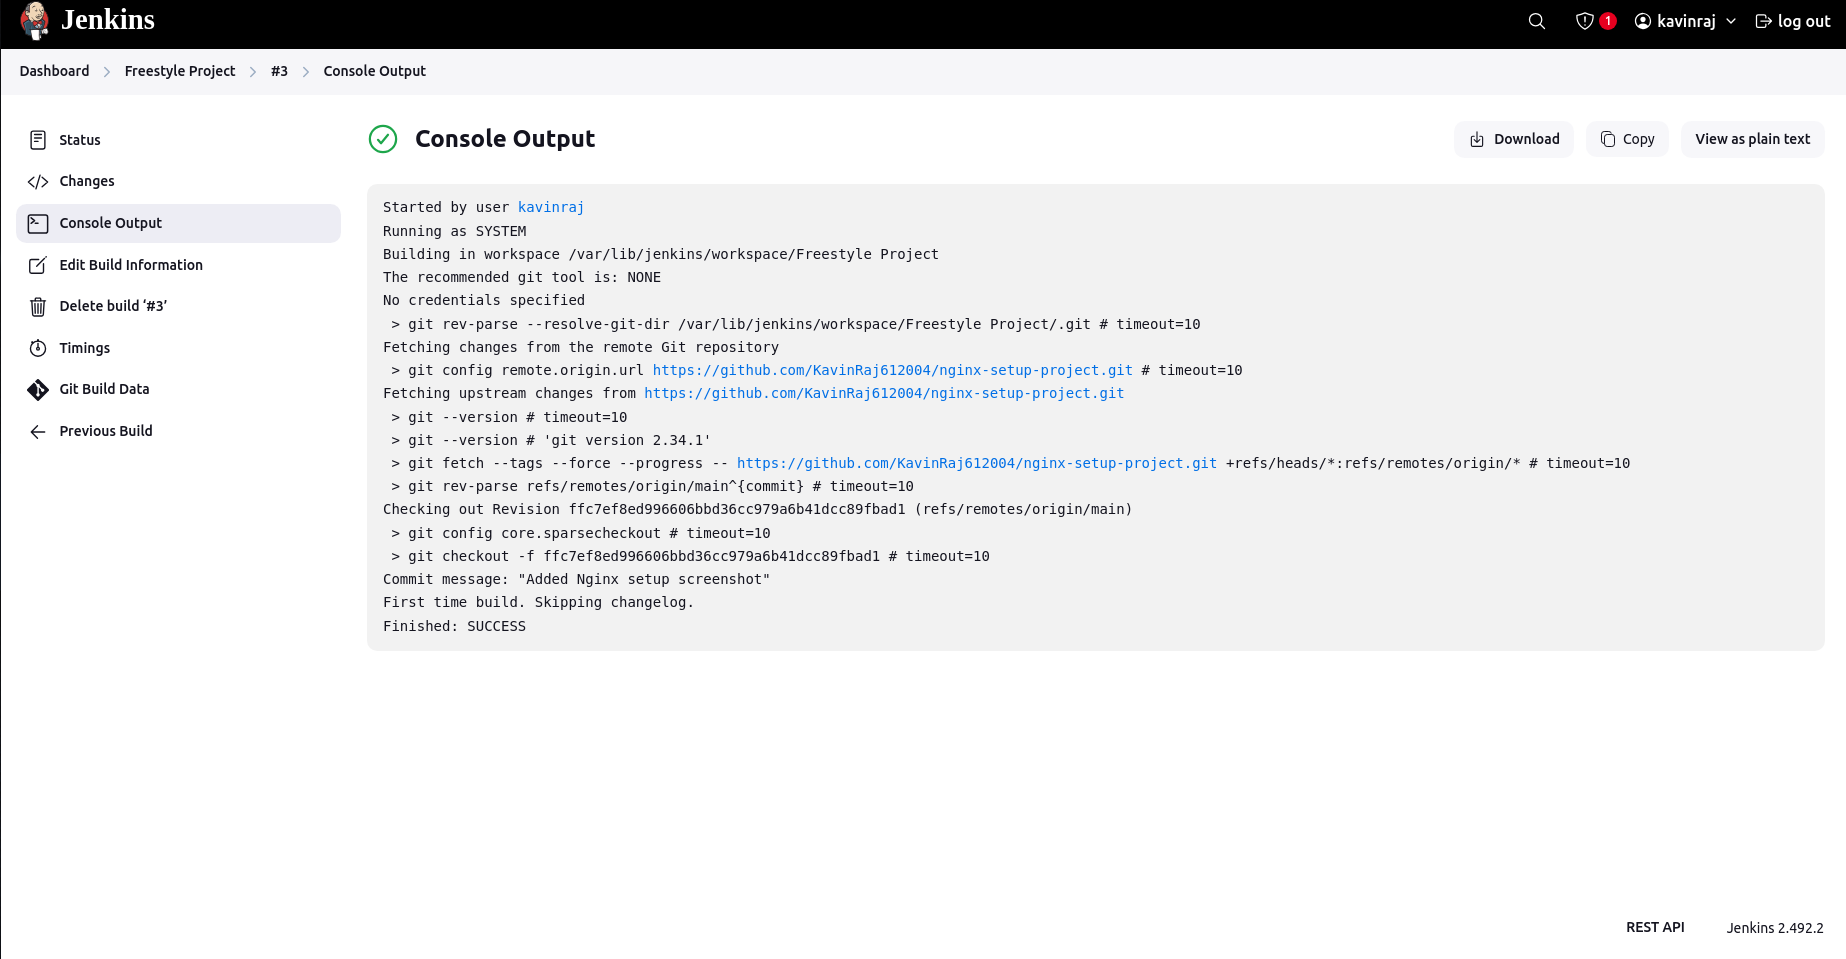 Jenkins
1
kavinraj
log out
Dashboard
Freestyle Project
#3
Console Output
Status
Changes
Console Output
Edit Build Information
Delete build ‘#3’
Timings
Git Build Data
Previous Build
Console Output
Download
Copy
View as plain text
Started by user kavinraj
Running as SYSTEM
Building in workspace /var/lib/jenkins/workspace/Freestyle Project
The recommended git tool is: NONE
No credentials specified
 > git rev-parse --resolve-git-dir /var/lib/jenkins/workspace/Freestyle Project/.git # timeout=10
Fetching changes from the remote Git repository
 > git config remote.origin.url https://github.com/KavinRaj612004/nginx-setup-project.git # timeout=10
Fetching upstream changes from https://github.com/KavinRaj612004/nginx-setup-project.git
 > git --version # timeout=10
 > git --version # 'git version 2.34.1'
 > git fetch --tags --force --progress -- https://github.com/KavinRaj612004/nginx-setup-project.git +refs/heads/*:refs/remotes/origin/* # timeout=10
 > git rev-parse refs/remotes/origin/main^{commit} # timeout=10
Checking out Revision ffc7ef8ed996606bbd36cc979a6b41dcc89fbad1 (refs/remotes/origin/main)
 > git config core.sparsecheckout # timeout=10
 > git checkout -f ffc7ef8ed996606bbd36cc979a6b41dcc89fbad1 # timeout=10
Commit message: "Added Nginx setup screenshot"
First time build. Skipping changelog.
Finished: SUCCESS
REST API
Jenkins 2.492.2